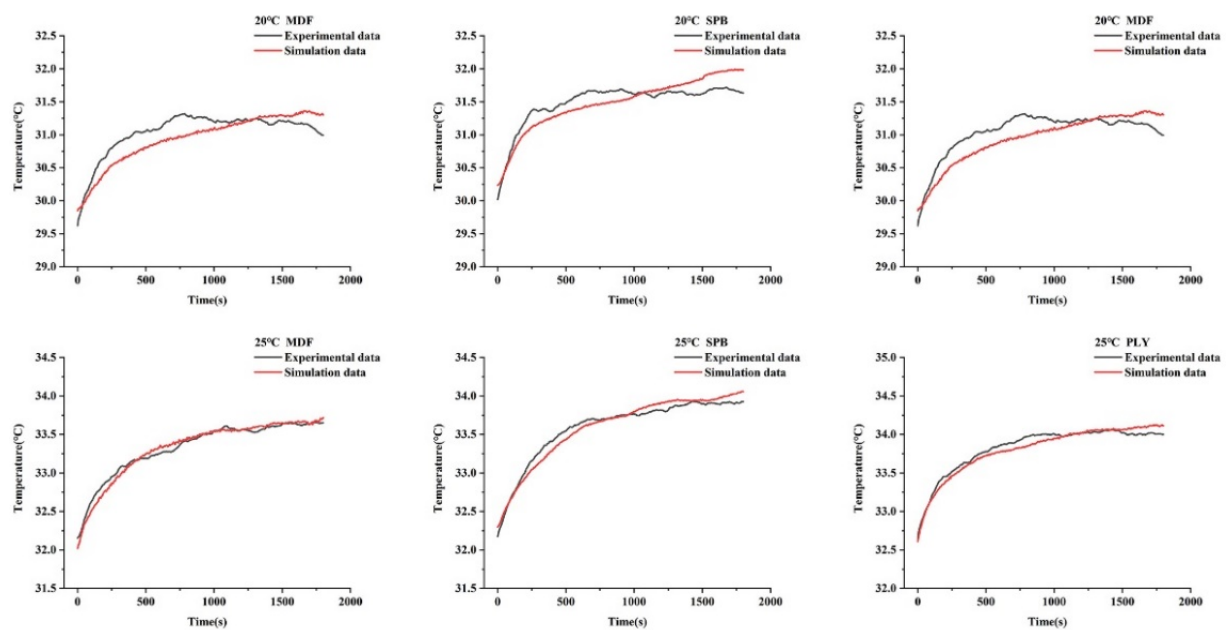 20℃ MDF
Experimental data
Simulation data
32.5
32.0
31.5
31.0
30.5
30.0
29.5
29.0
Temperature(℃)
0 500 1000 1500 2000
Time(s)
20℃ SPB
Experimental data
Simulation data
32.5
32.0
31.5
31.0
30.5
30.0
29.5
29.0
Temperature(℃)
0 500 1000 1500 2000
Time(s)
20℃ MDF
Experimental data
Simulation data
32.5
32.0
31.5
31.0
30.5
30.0
29.5
29.0
Temperature(℃)
0 500 1000 1500 2000
Time(s)
25℃ MDF
Experimental data
Simulation data
34.5
34.0
33.5
33.0
32.5
32.0
31.5
Temperature(℃)
0 500 1000 1500 2000
Time(s)
25℃ SPB
Experimental data
Simulation data
34.5
34.0
33.5
33.0
32.5
32.0
31.5
Temperature(℃)
0 500 1000 1500 2000
Time(s)
25℃ PLY
Experimental data
Simulation data
35.0
34.5
34.0
33.5
33.0
32.5
32.0
Temperature(℃)
0 500 1000 1500 2000
Time(s)